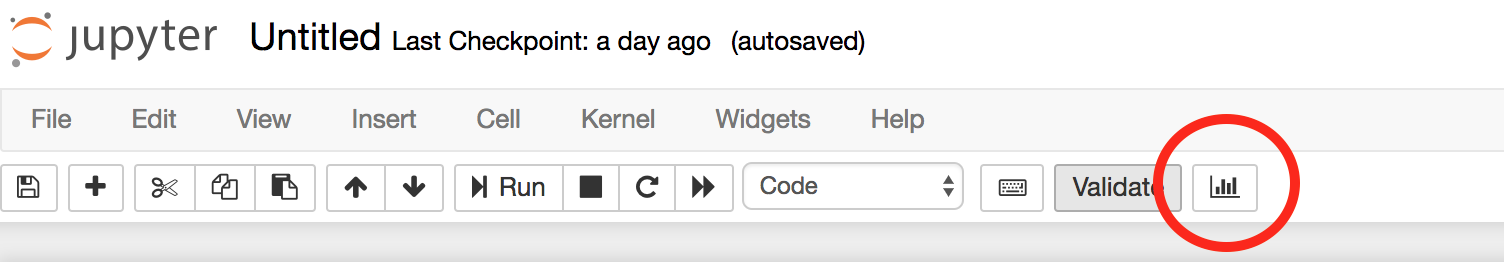 jupyter Untitled Last Checkpoint: a day ago (autosaved)
File Edit View Insert Cell Kernel Widgets Help
Run Code Validate